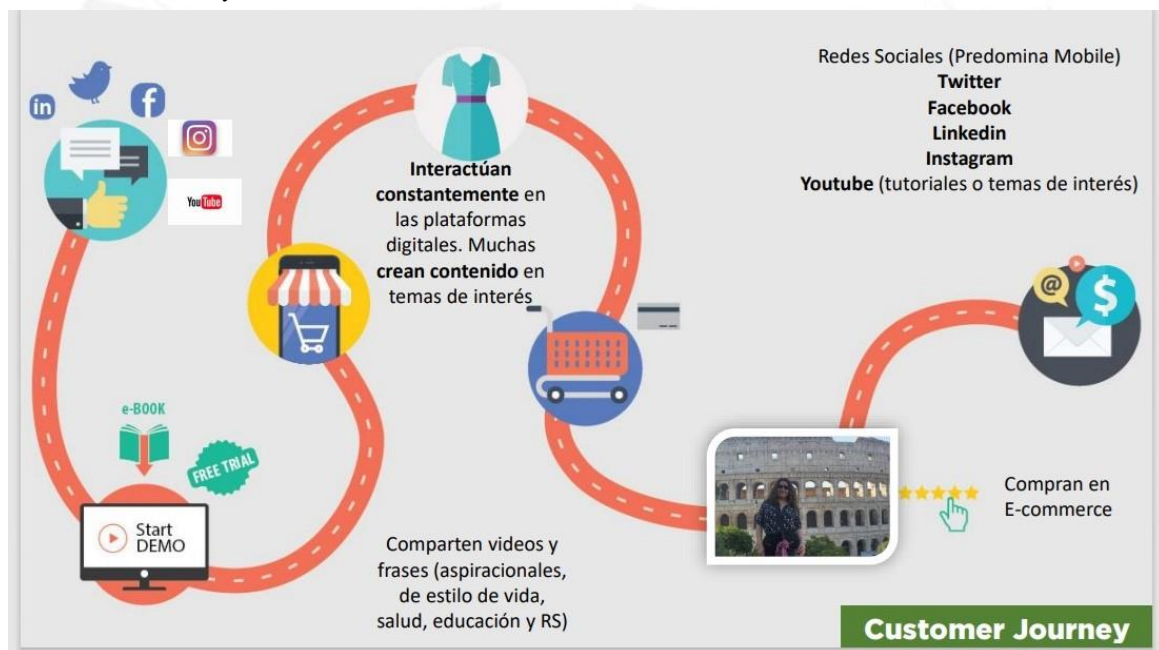 Redes Sociales (Predomina Mobile)
Twitter
Facebook
Linkedin
Instagram
Youtube (tutoriales o temas de interés)
in
f
You Tube
Interactúan
constantemente en
las plataformas
digitales. Muchas
crean contenido en
temas de interés
@
$
e-BOOK
FREE TRIAL
Start
DEMO
Compran en
E-commerce
Comparten videos y
frases (aspiracionales,
de estilo de vida,
salud, educación y RS)
Customer Journey